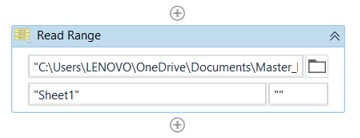 Read Range
"C:\Users\LENOVO\OneDrive\Documents\Master_
"Sheet1" ""